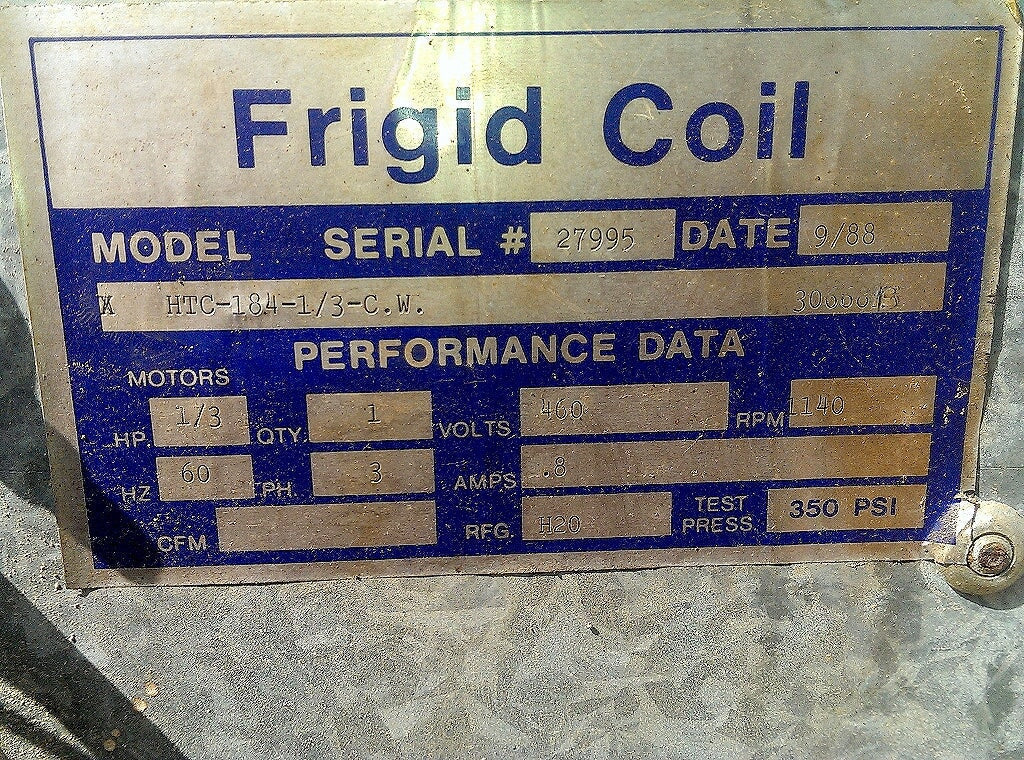 Frigid Coil
MODEL SERIAL # 27995 DATE 9/88
HTC-184-1/3-C.W.
PERFORMANCE DATA
MOTORS
HP 1/3 QTY 1 VOLTS 460 RPM 1140
HZ 60 PH 3 AMPS .8
CFM RFG. H20 TEST PRESS. 350 PSI